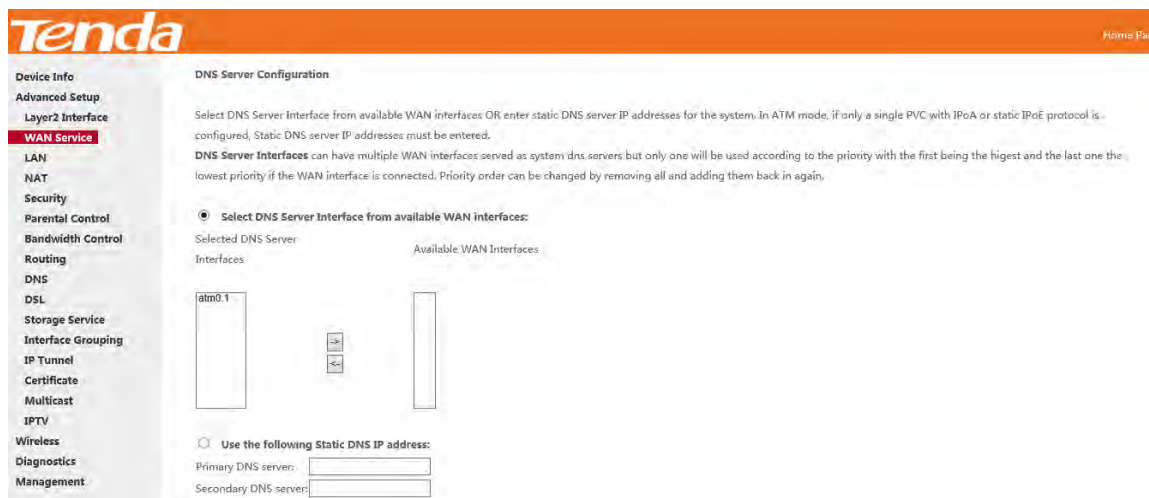 Tenda
Home Pa
Device Info
Advanced Setup
Layer2 Interface
WAN Service
LAN
NAT
Security
Parental Control
Bandwidth Control
Routing
DNS
DSL
Storage Service
Interface Grouping
IP Tunnel
Certificate
Multicast
IPTV
Wireless
Diagnostics
Management
DNS Server Configuration
Select DNS Server Interface from available WAN interfaces OR enter static DNS server IP addresses for the system. In ATM mode, if only a single PVC with IPoA or static IPoE protocol is
configured, Static DNS server IP addresses must be entered.
DNS Server Interfaces can have multiple WAN interfaces served as system dns servers but only one will be used according to the priority with the first being the higest and the last one the
lowest priority if the WAN interface is connected. Priority order can be changed by removing all and adding them back in again.
Select DNS Server Interface from available WAN interfaces:
Selected DNS Server
Interfaces
Available WAN Interfaces
atm0.1
->
<-
Use the following Static DNS IP address:
Primary DNS server:
Secondary DNS server: